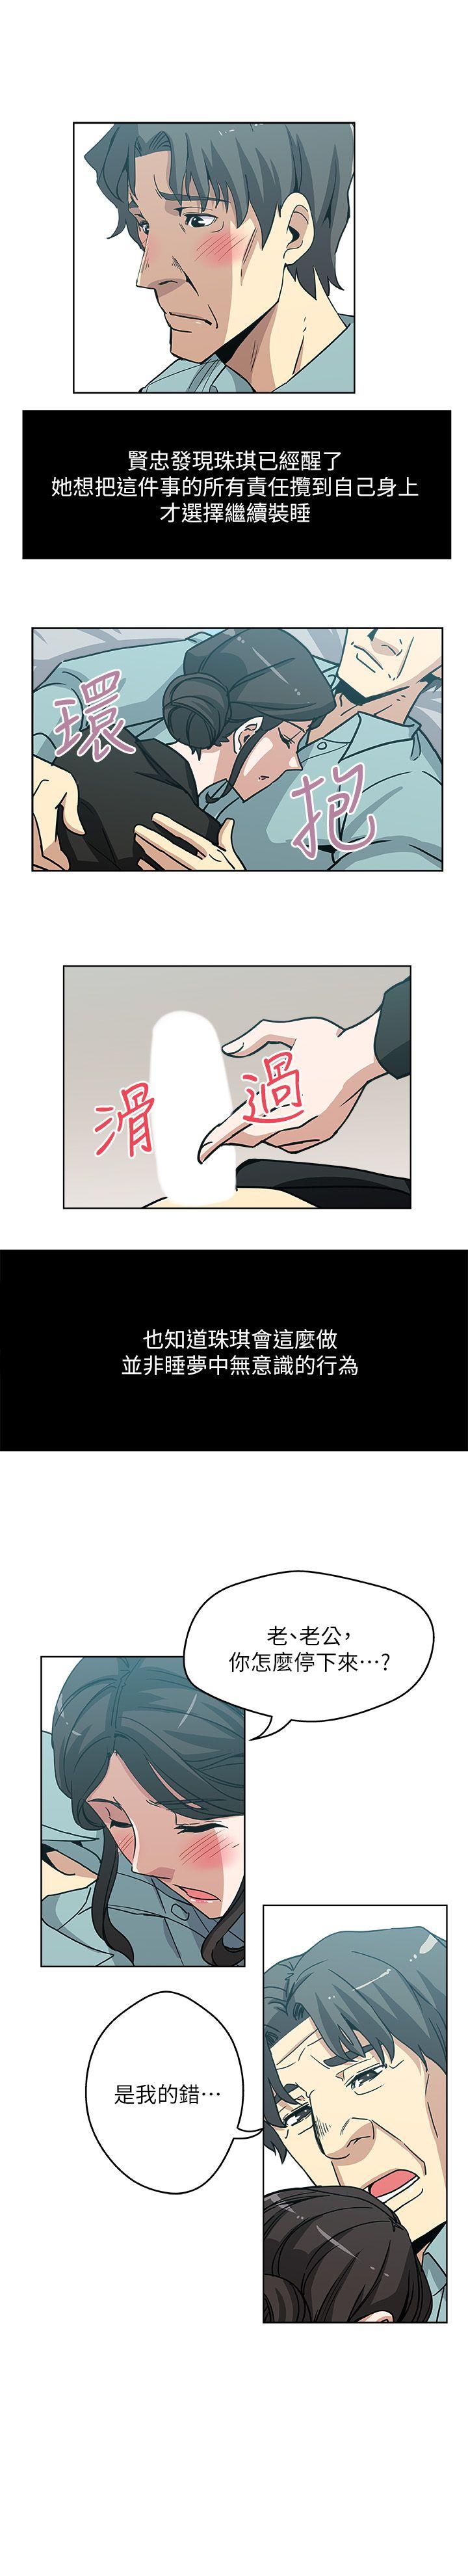 賢忠發現珠琪已經醒了
她想把這件事的所有責任攬到自己身上
才選擇繼續裝睡
環
抱
滑
過
也知道珠琪會這麼做
並非睡夢中無意識的行為
老、老公，
你怎麼停下來…？
是我的錯…